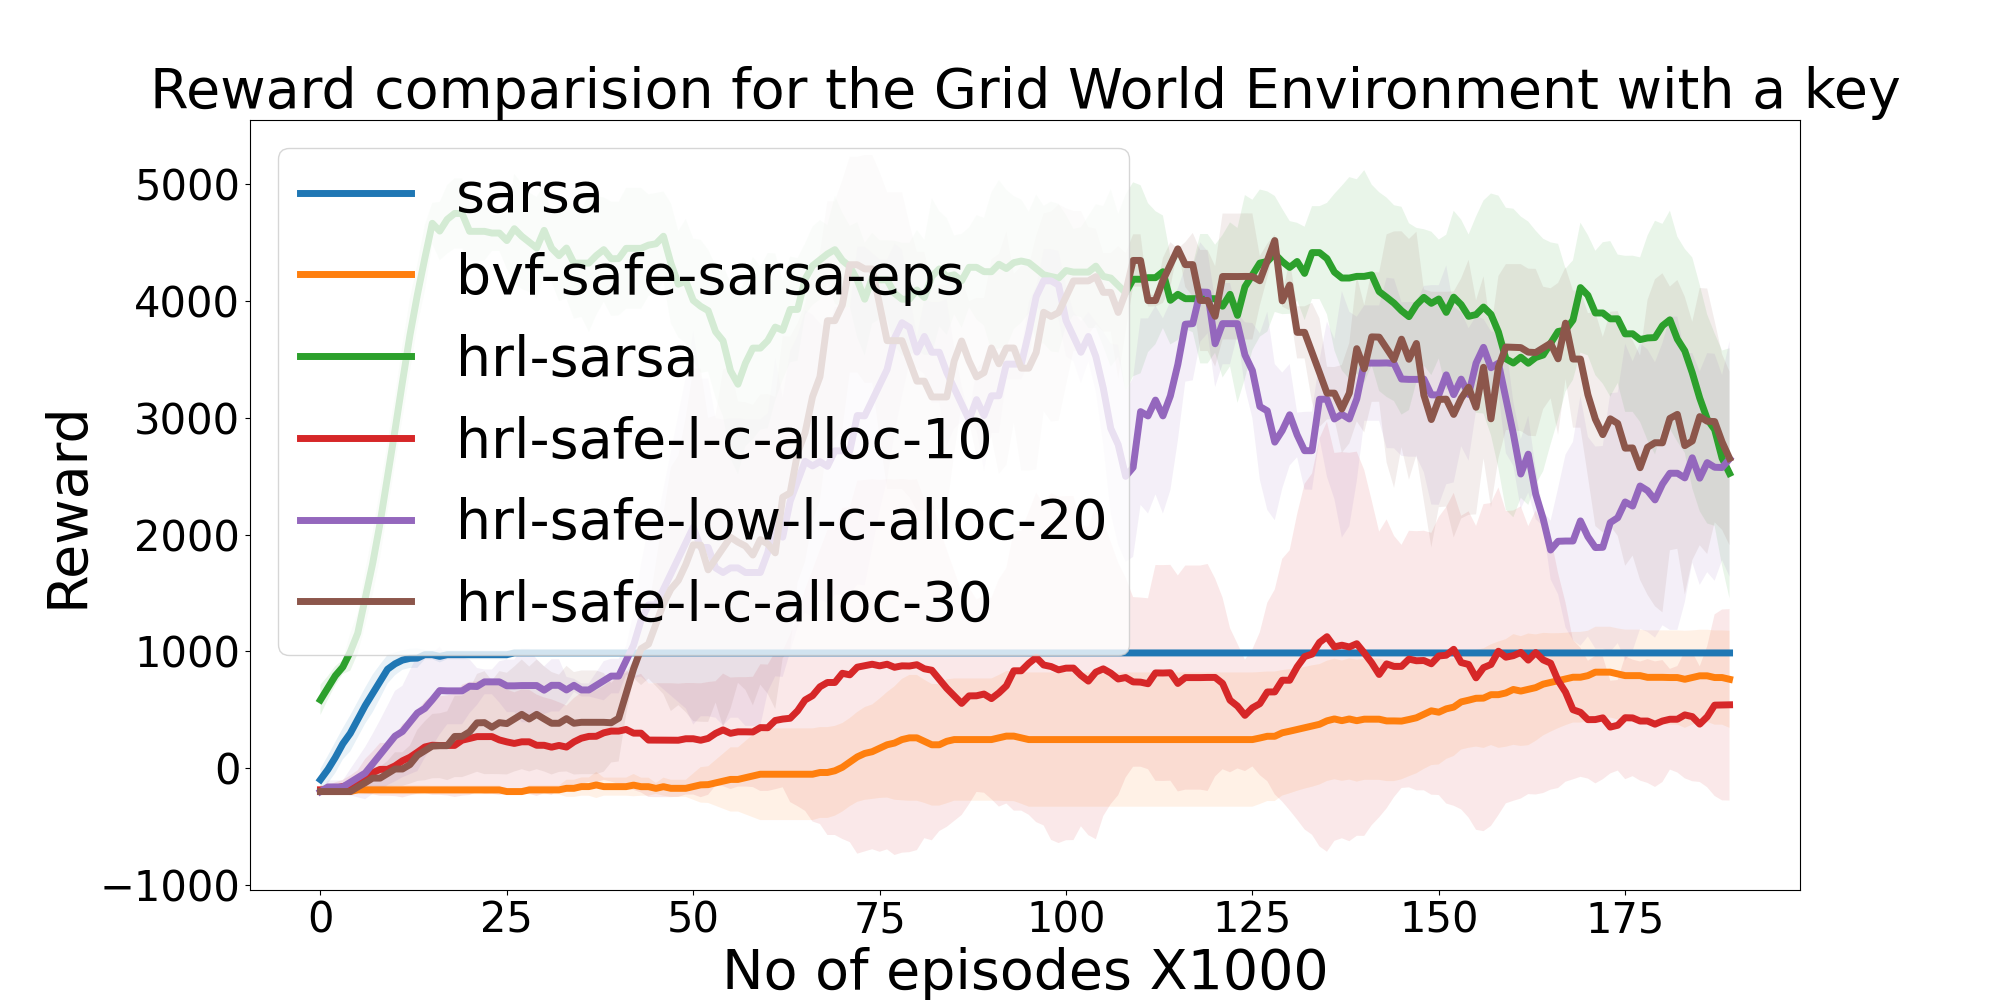 Reward comparision for the Grid World Environment with a key
5000
4000
3000
2000
1000
0
−1000
Reward
sarsa
bvf-safe-sarsa-eps
hrl-sarsa
hrl-safe-l-c-alloc-10
hrl-safe-low-l-c-alloc-20
hrl-safe-l-c-alloc-30
0 25 50 75 100 125 150 175
No of episodes X1000